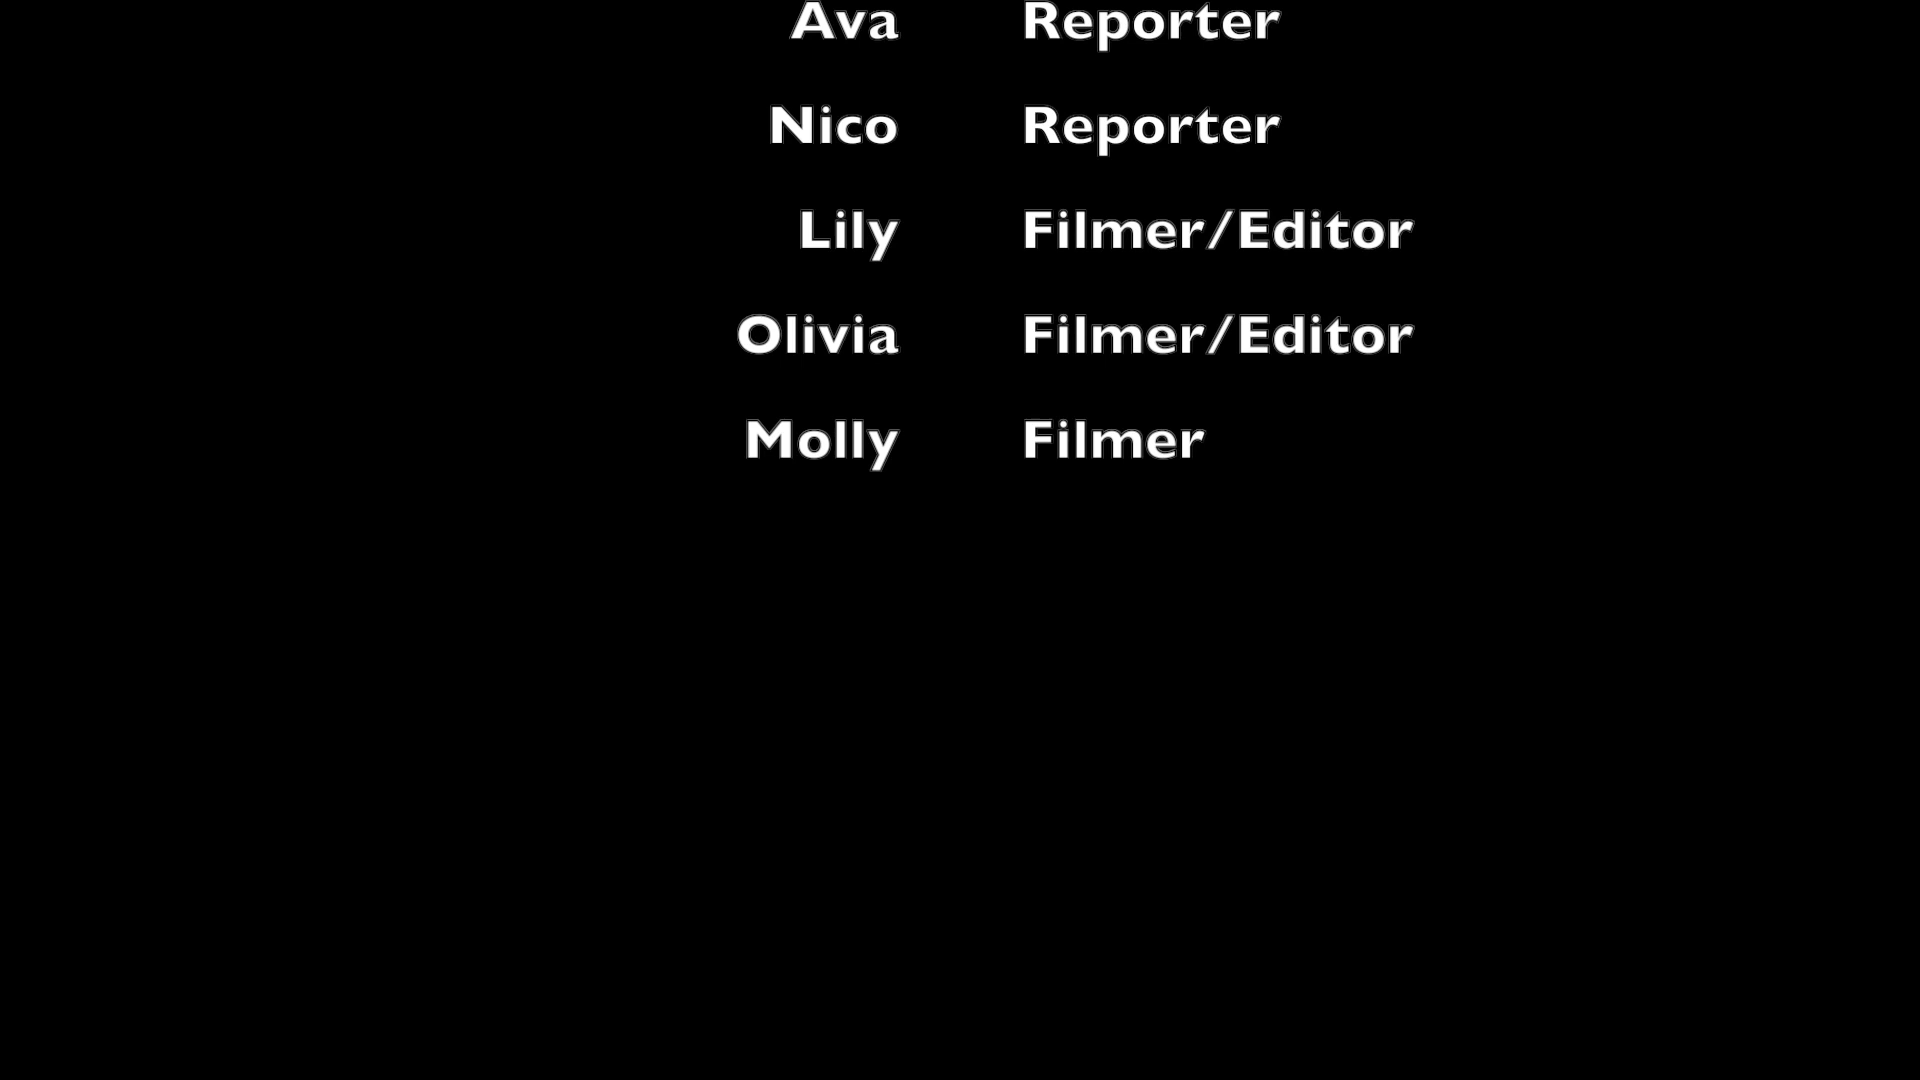 Ava Reporter
Nico Reporter
Lily Filmer/Editor
Olivia Filmer/Editor
Molly Filmer